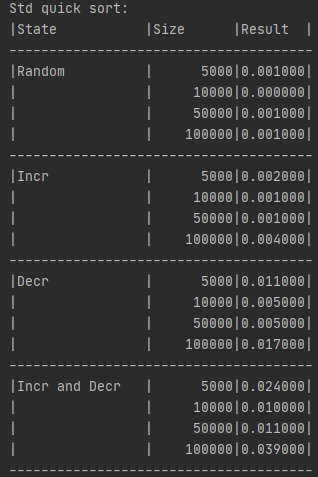 Std quick sort:
|State           |Size      |Result  |
--------------------------------------
|Random          |      5000|0.001000|
|                |     10000|0.000000|
|                |     50000|0.001000|
|                |    100000|0.001000|
--------------------------------------
|Incr            |      5000|0.002000|
|                |     10000|0.001000|
|                |     50000|0.001000|
|                |    100000|0.004000|
--------------------------------------
|Decr            |      5000|0.011000|
|                |     10000|0.005000|
|                |     50000|0.005000|
|                |    100000|0.017000|
--------------------------------------
|Incr and Decr   |      5000|0.024000|
|                |     10000|0.010000|
|                |     50000|0.011000|
|                |    100000|0.039000|
--------------------------------------